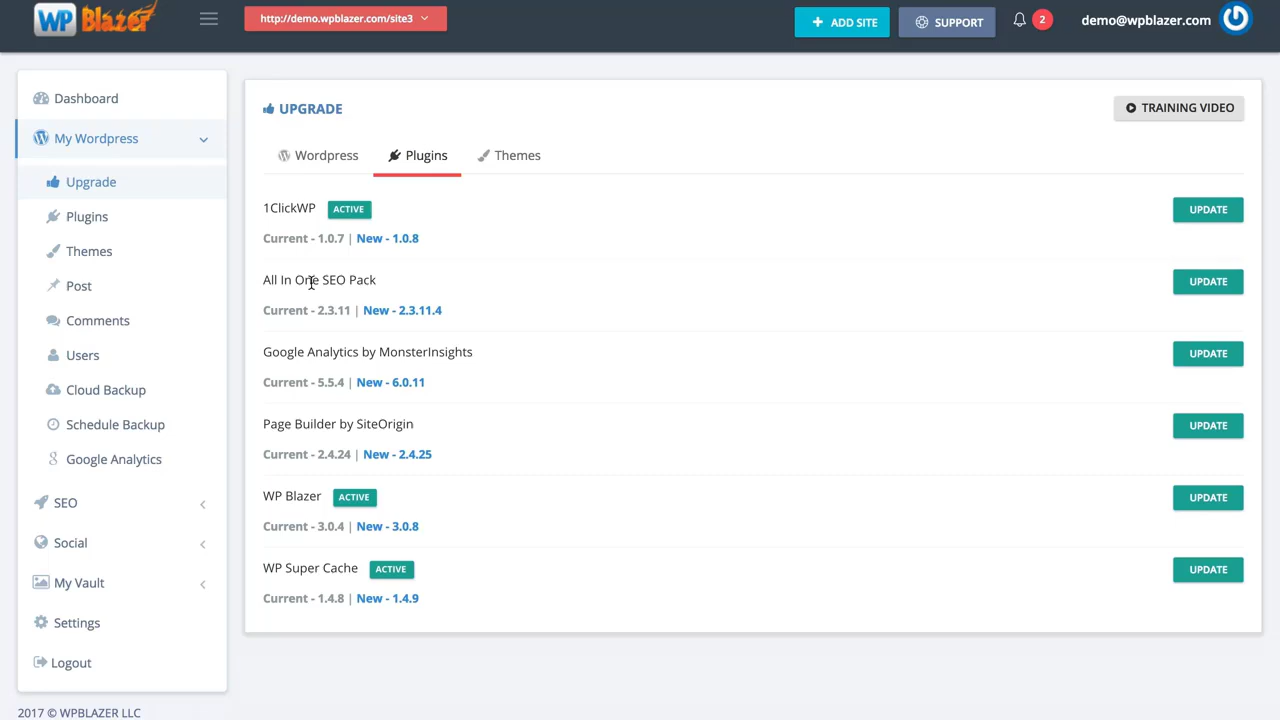 WP Blazer
http://demo.wpblazer.com/site3
ADD SITE
SUPPORT
2
demo@wpblazer.com
Dashboard
My Wordpress
Upgrade
Plugins
Themes
Post
Comments
Users
Cloud Backup
Schedule Backup
Google Analytics
SEO
Social
My Vault
Settings
Logout
2017 © WPBLAZER LLC
UPGRADE
TRAINING VIDEO
Wordpress
Plugins
Themes
1ClickWP ACTIVE
Current - 1.0.7 | New - 1.0.8
UPDATE
All In One SEO Pack
Current - 2.3.11 | New - 2.3.11.4
UPDATE
Google Analytics by MonsterInsights
Current - 5.5.4 | New - 6.0.11
UPDATE
Page Builder by SiteOrigin
Current - 2.4.24 | New - 2.4.25
UPDATE
WP Blazer ACTIVE
Current - 3.0.4 | New - 3.0.8
UPDATE
WP Super Cache ACTIVE
Current - 1.4.8 | New - 1.4.9
UPDATE